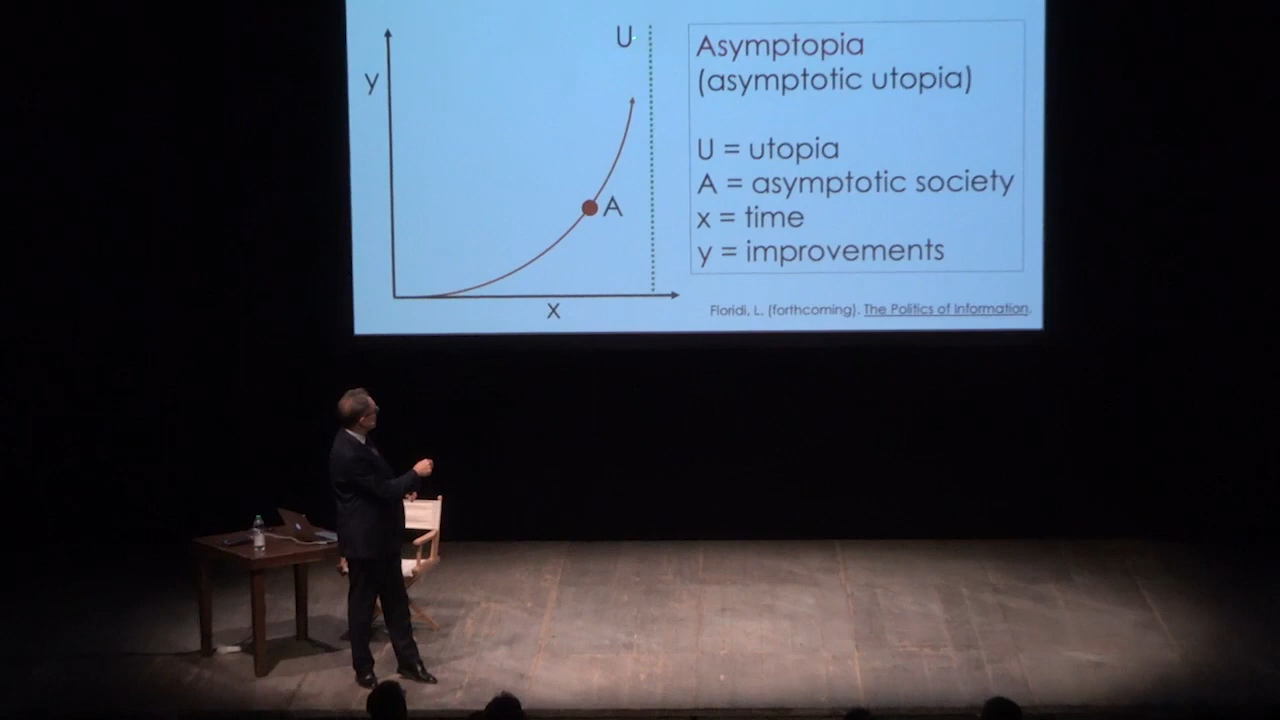 U
y
A
x
Asymptopia
(asymptotic utopia)
U = utopia
A = asymptotic society
x = time
y = improvements
Floridi, L. (forthcoming). The Politics of Information.